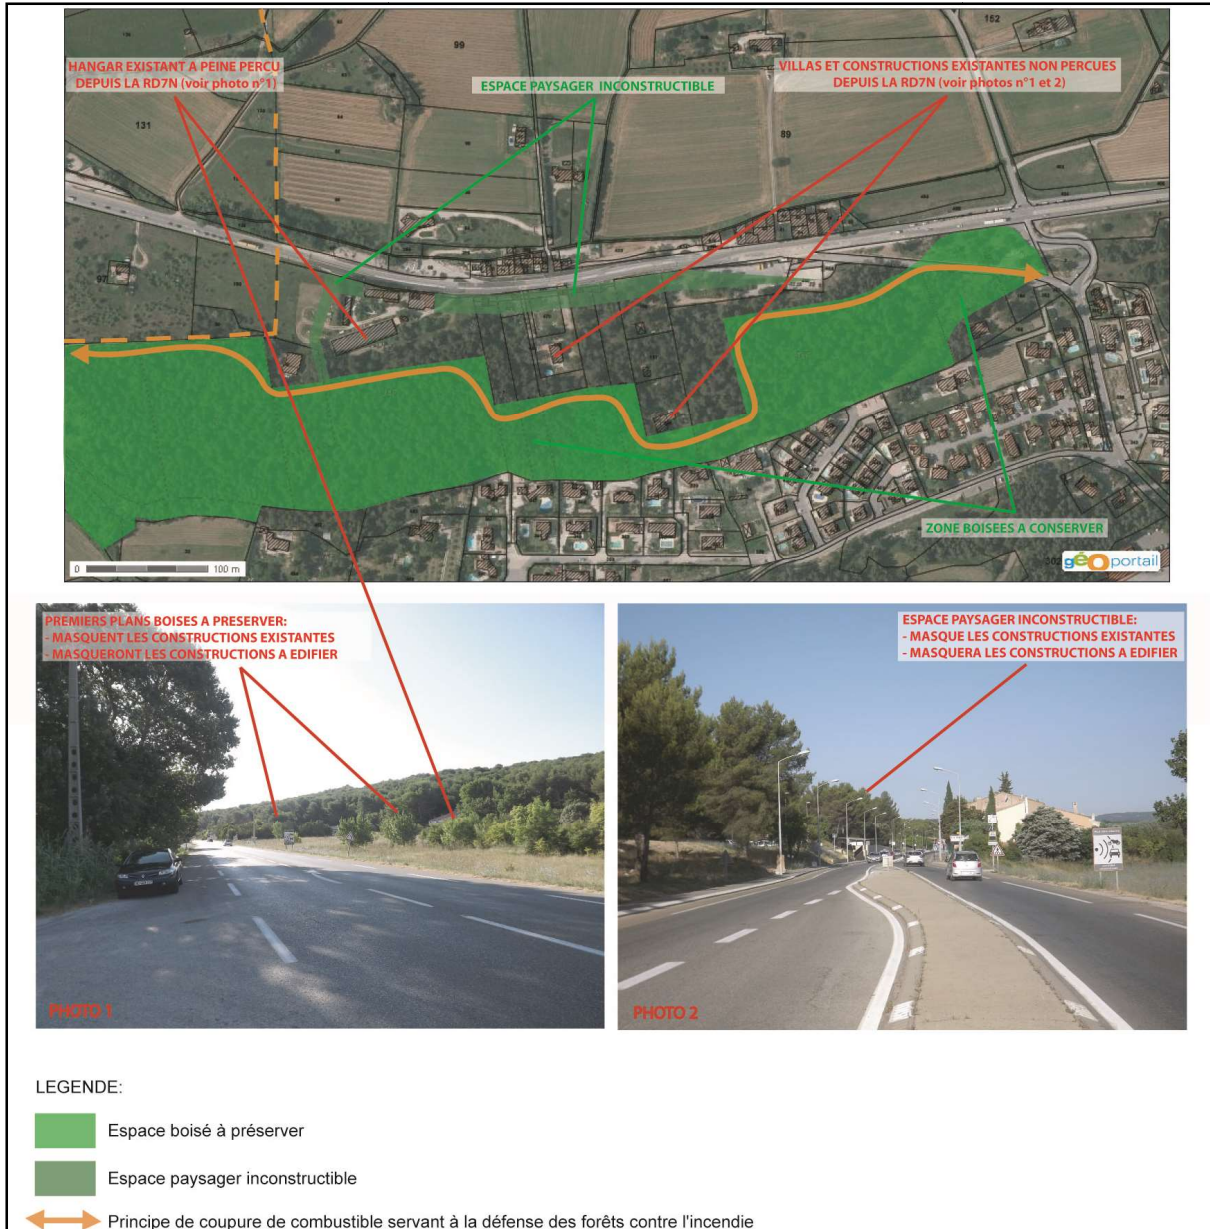 HANGAR EXISTANT A PEINE PERCU
DEPUIS LA RD7N (voir photo n°1)
ESPACE PAYSAGER INCONSTRUCTIBLE
VILLAS ET CONSTRUCTIONS EXISTANTES NON PERCUES
DEPUIS LA RD7N (voir photos n°1 et 2)
99
152
131
89
97
ZONE BOISEES A CONSERVER
0 100 m
géoportail
PREMIERS PLANS BOISES A PRESERVER:
- MASQUENT LES CONSTRUCTIONS EXISTANTES
- MASQUERONT LES CONSTRUCTIONS A EDIFIER
ESPACE PAYSAGER INCONSTRUCTIBLE:
- MASQUE LES CONSTRUCTIONS EXISTANTES
- MASQUERA LES CONSTRUCTIONS A EDIFIER
PHOTO 1
PHOTO 2
LEGENDE:
Espace boisé à préserver
Espace paysager inconstructible
Principe de coupure de combustible servant à la défense des forêts contre l'incendie